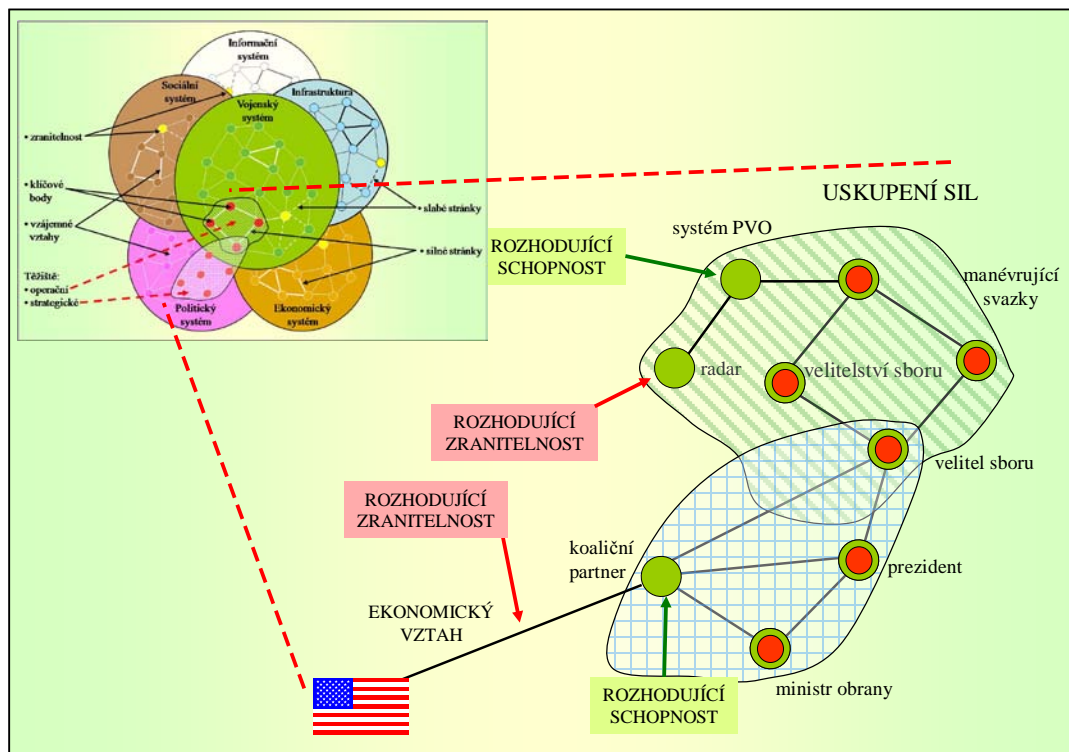 Informační
systém
Sociální
systém
Infrastruktura
Vojenský
systém
• zranitelnost
• klíčové
body
• vzájemné
vztahy
• slabé stránky
• silné stránky
Těžiště:
• operační
• strategické
Politický
systém
Ekonomický
systém
USKUPENÍ SIL
systém PVO
ROZHODUJÍCÍ
SCHOPNOST
manévrující
svazky
radar
velitelství sboru
ROZHODUJÍCÍ
ZRANITELNOST
velitel sboru
ROZHODUJÍCÍ
ZRANITELNOST
koaliční
partner
prezident
EKONOMICKÝ
VZTAH
ministr obrany
ROZHODUJÍCÍ
SCHOPNOST